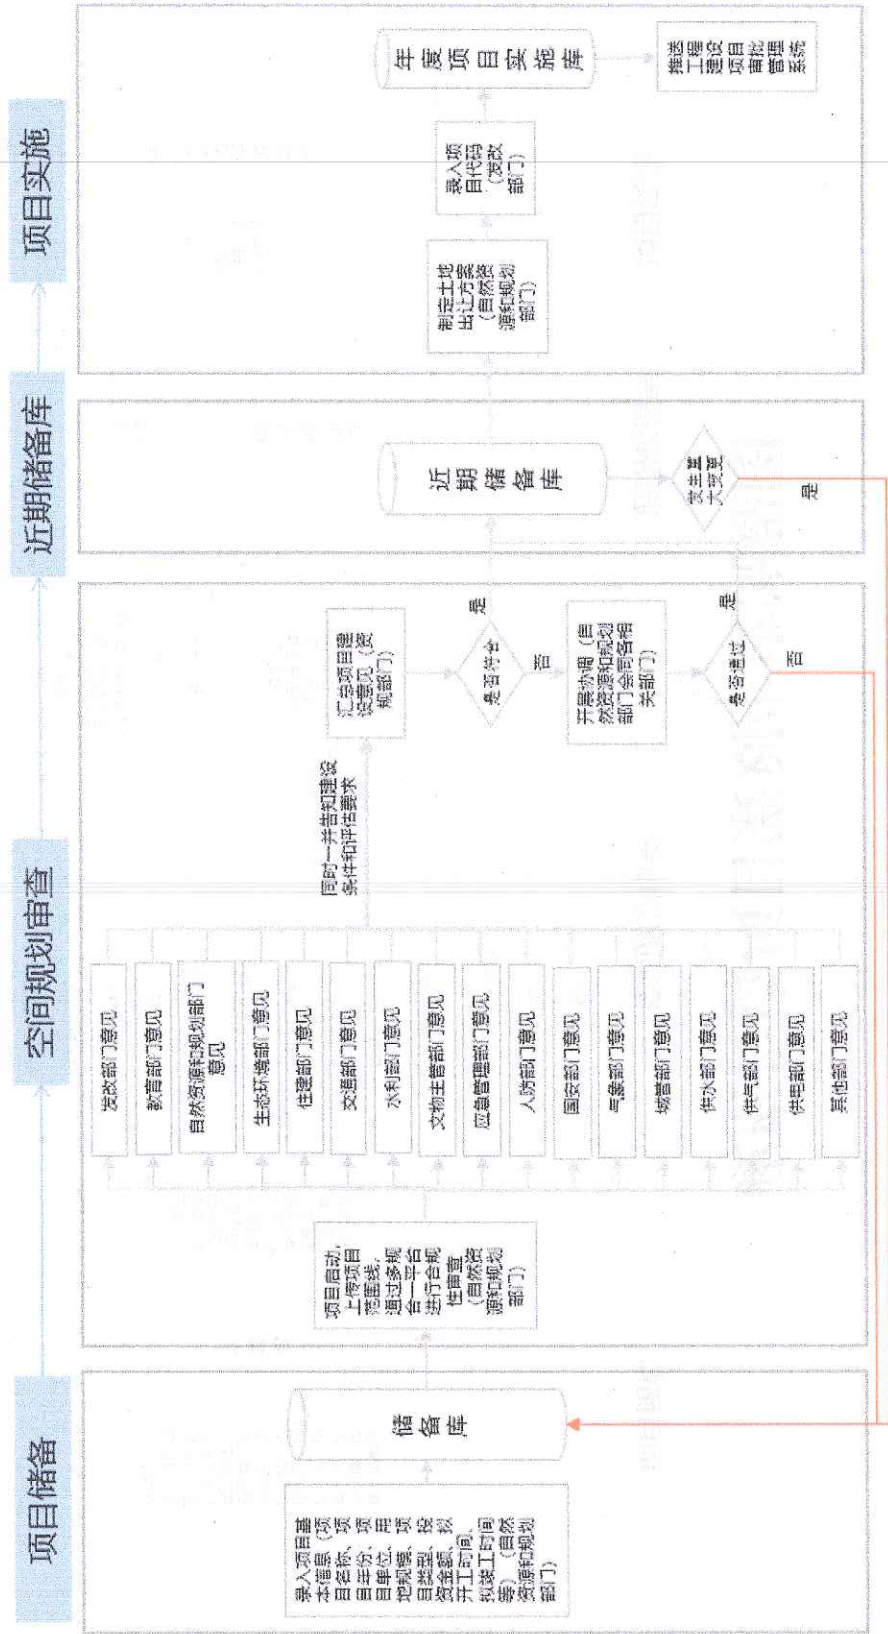 项目储备
空间规划审查
近期储备库
项目实施
录入项目基
本信息（项
目名称、项
目年份、项
目单位、用
地规模、项
目类型、投
资金额、拟
开工时间、
拟竣工时间
等）（自然
资源和规划
部门）
储备库
项目启动，
上传项目
范围线，
通过多规
合一平台
进行合规
性审查
（自然资
源和规划
部门）
发改部门意见
教育部门意见
自然资源和规划部门
意见
生态环境部门意见
住建部门意见
交通部门意见
水利部门意见
文物主管部门意见
应急管理部门意见
人防部门意见
国安部门意见
气象部门意见
城管部门意见
供水部门意见
供气部门意见
供电部门意见
其他部门意见
同时一并告知建设
条件和评估要求
汇总项目建
设意见（资
规部门）
是否符合
是
否
开展协调（自
然资源和规划
部门会同各相
关部门）
是否通过
是
否
近期
储备库
发生重
大变更
是
制定土地
出让方案
（自然资
源和规划
部门）
录入项
目代码
（发改
部门）
年度项目实施库
推送
工程
建设
项目
审批
管理
系统